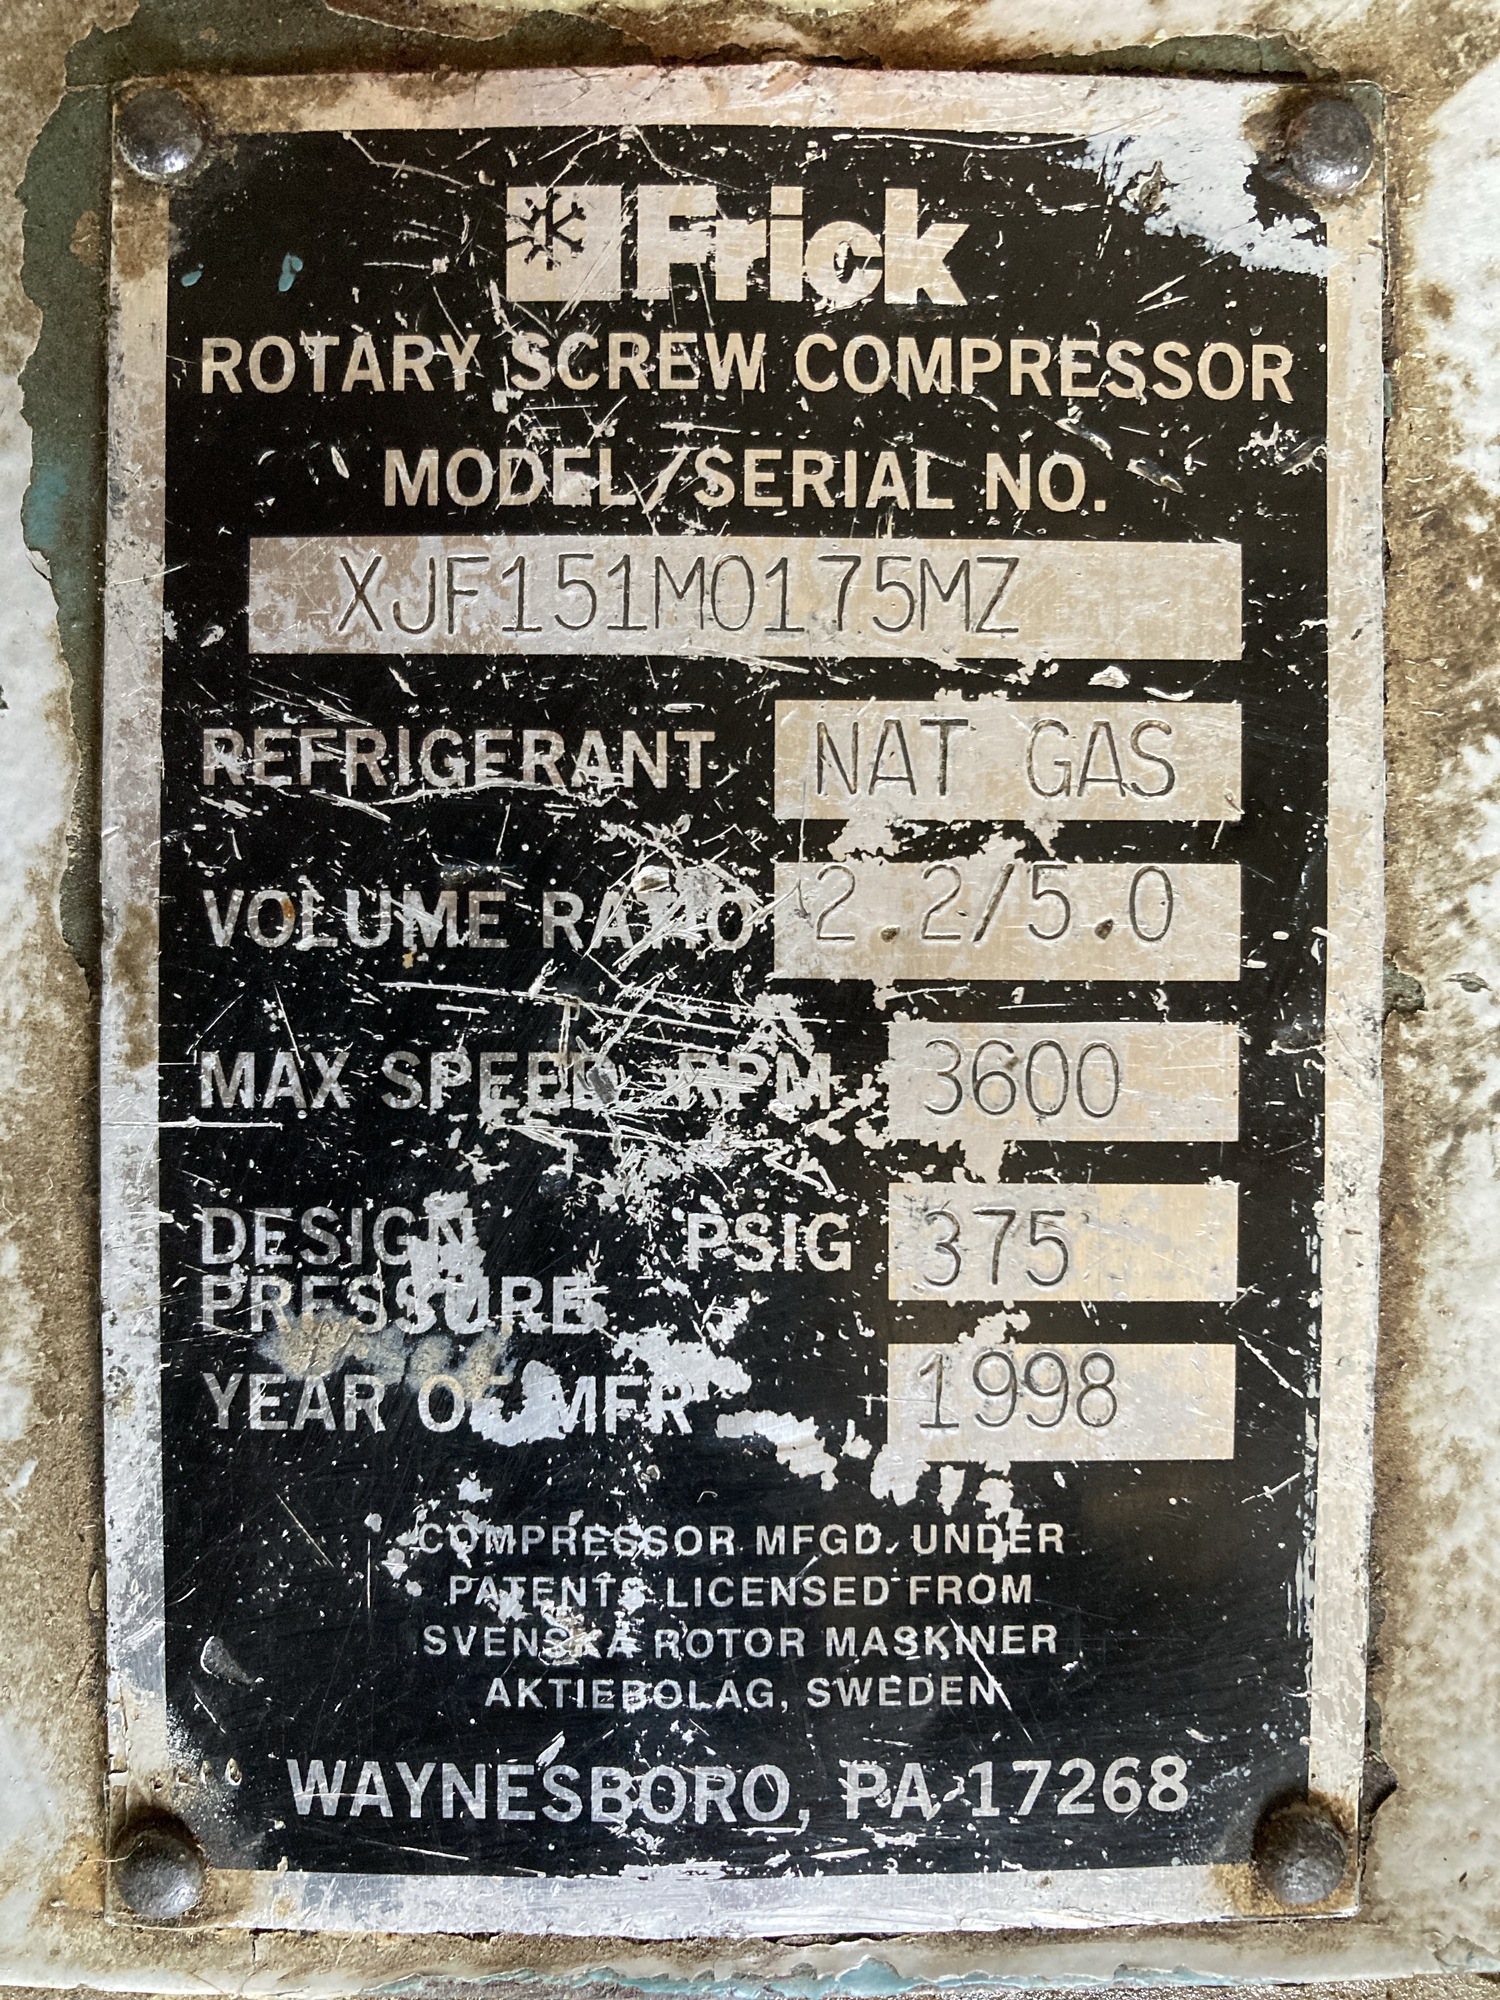 Frick
ROTARY SCREW COMPRESSOR
MODEL/SERIAL NO.
XJF151M0175MZ
REFRIGERANT NAT GAS
VOLUME RATIO 2.2/5.0
MAX SPEED RPM 3600
DESIGN PRESSURE PSIG 375
YEAR OF MFR 1998
COMPRESSOR MFGD. UNDER
PATENTS LICENSED FROM
SVENSKA ROTOR MASKINER
AKTIEBOLAG, SWEDEN
WAYNESBORO, PA 17268